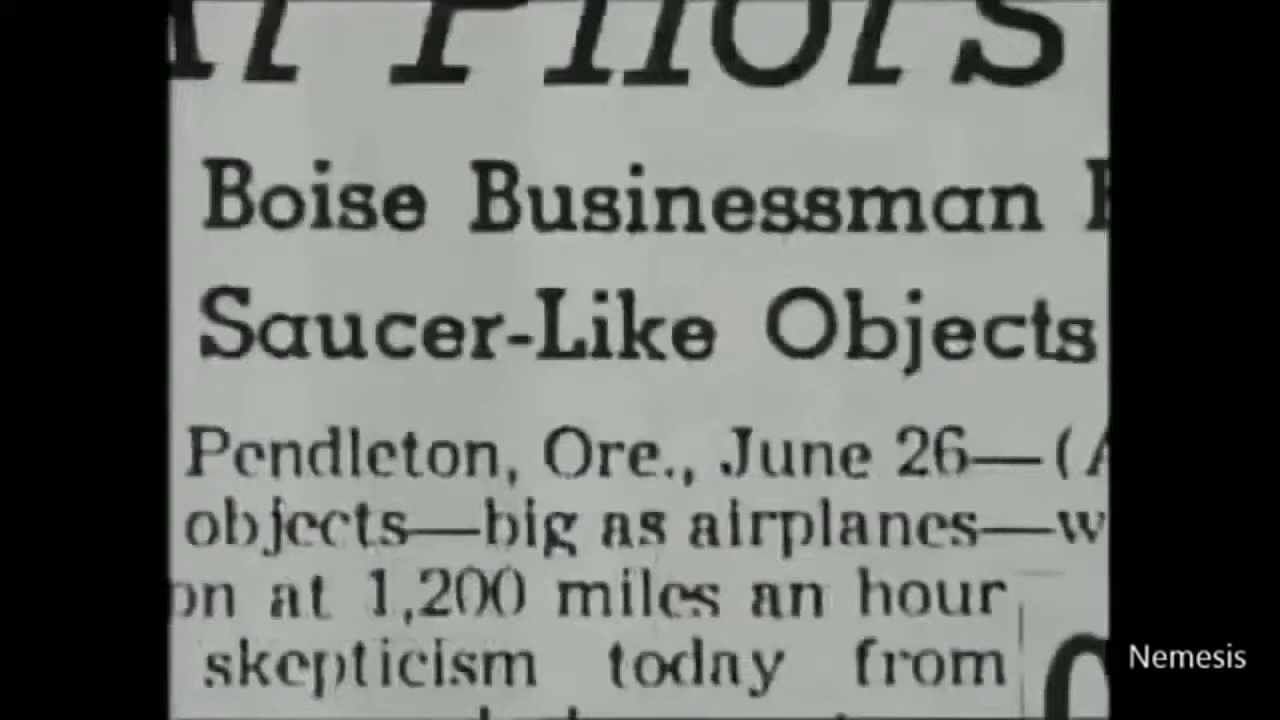 Boise Businessman
Saucer-Like Objects
Pendleton, Ore., June 26—(A
objects—big as airplanes—w
on at 1,200 miles an hour
skepticism today from
Nemesis